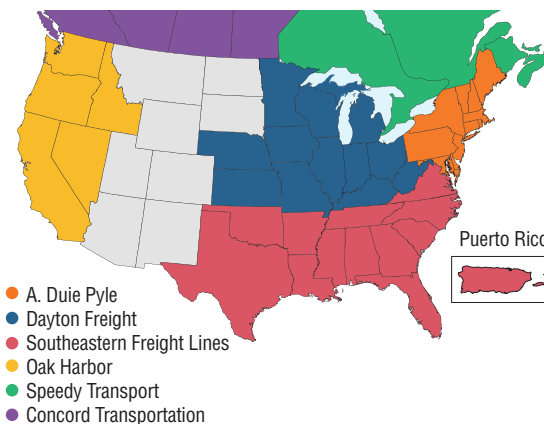 Puerto Rico
A. Duie Pyle
Dayton Freight
Southeastern Freight Lines
Oak Harbor
Speedy Transport
Concord Transportation